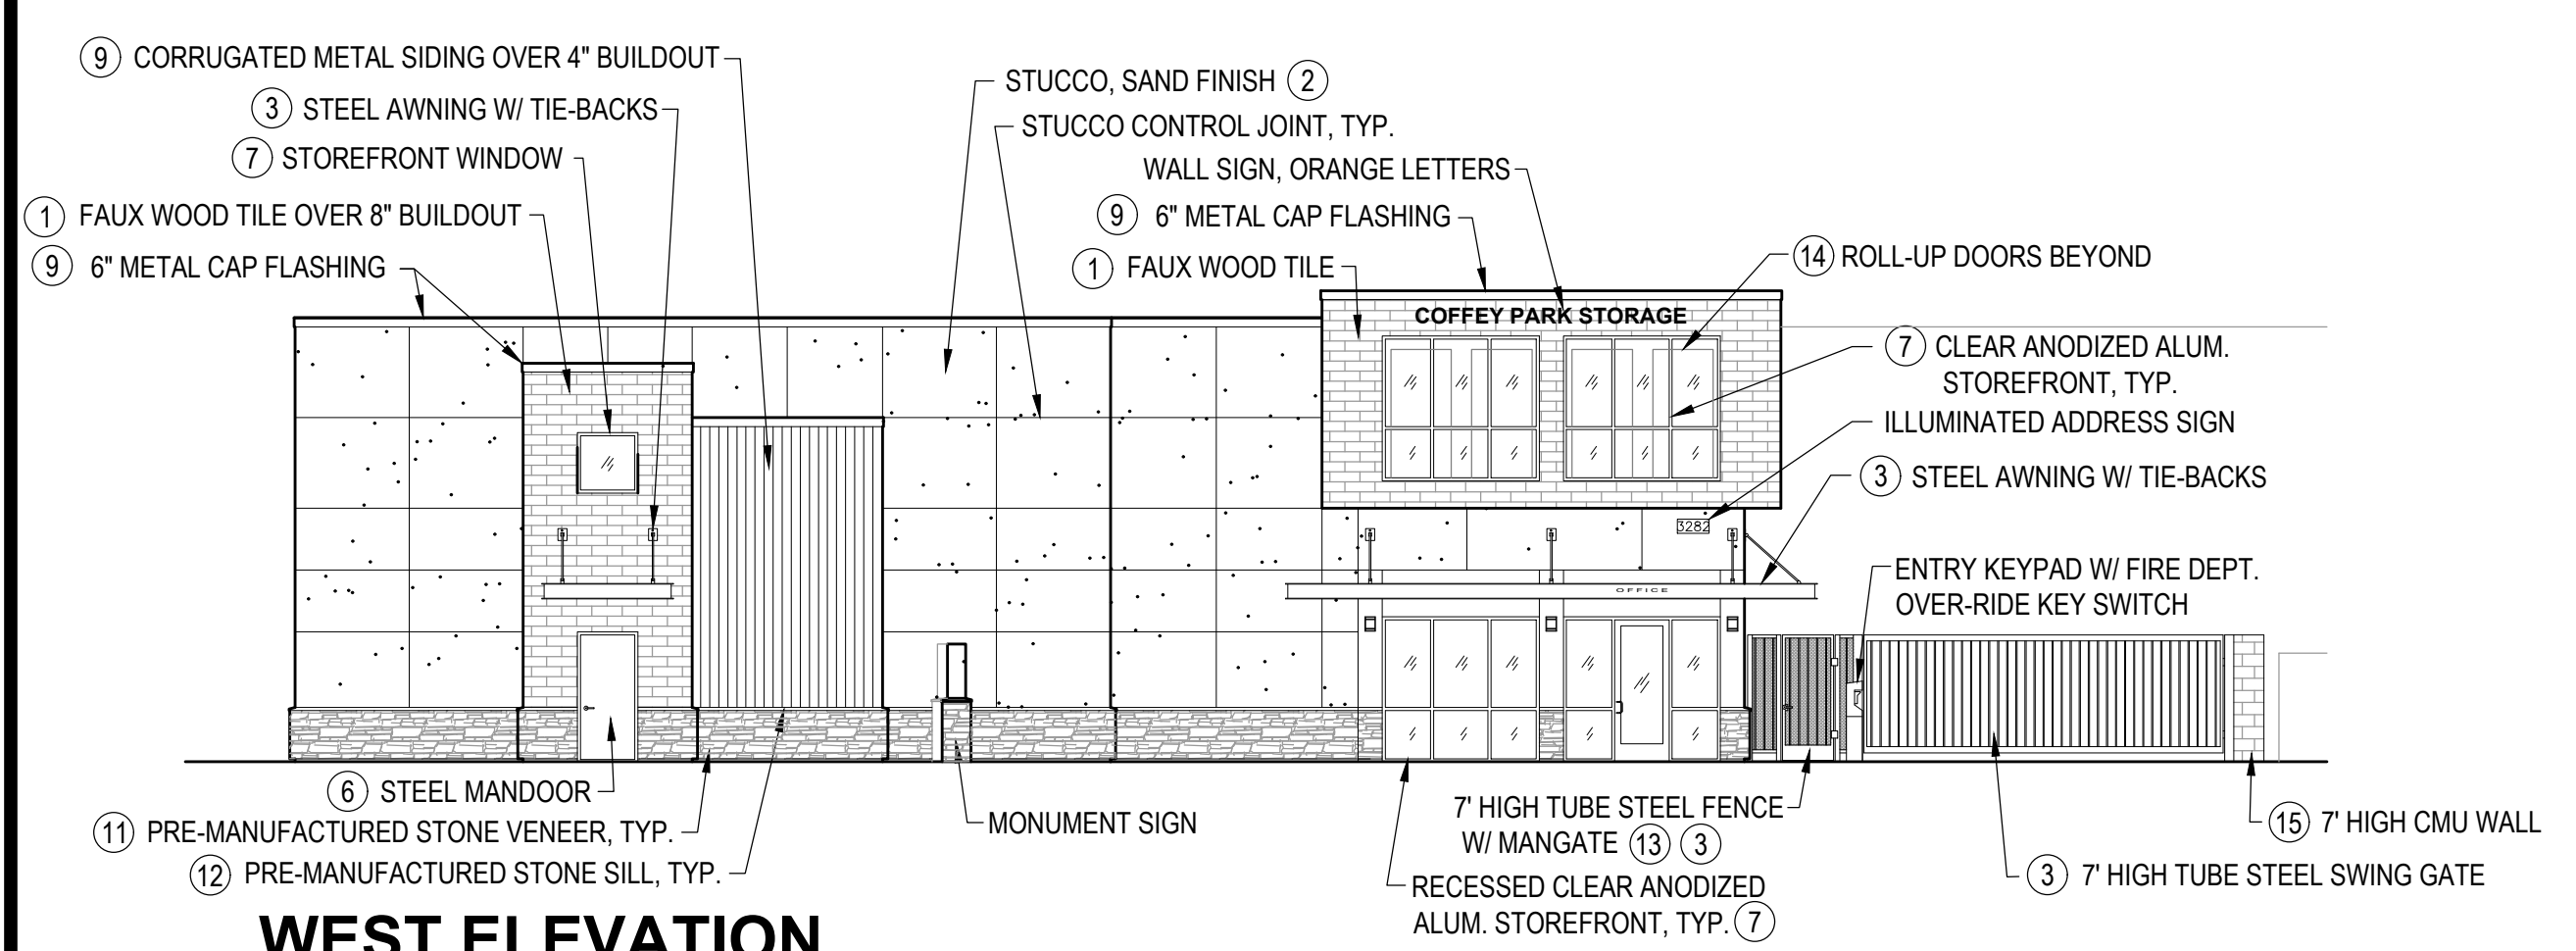 9 CORRUGATED METAL SIDING OVER 4" BUILDOUT
3 STEEL AWNING W/ TIE-BACKS
7 STOREFRONT WINDOW
1 FAUX WOOD TILE OVER 8" BUILDOUT
9 6" METAL CAP FLASHING
STUCCO, SAND FINISH 2
STUCCO CONTROL JOINT, TYP.
WALL SIGN, ORANGE LETTERS
9 6" METAL CAP FLASHING
1 FAUX WOOD TILE
14 ROLL-UP DOORS BEYOND
COFFEY PARK STORAGE
7 CLEAR ANODIZED ALUM.
STOREFRONT, TYP.
ILLUMINATED ADDRESS SIGN
3 STEEL AWNING W/ TIE-BACKS
3282
ENTRY KEYPAD W/ FIRE DEPT.
OVER-RIDE KEY SWITCH
OFFICE
6 STEEL MANDOOR
11 PRE-MANUFACTURED STONE VENEER, TYP.
12 PRE-MANUFACTURED STONE SILL, TYP.
MONUMENT SIGN
7' HIGH TUBE STEEL FENCE
W/ MANGATE 13 3
RECESSED CLEAR ANODIZED
ALUM. STOREFRONT, TYP. 7
15 7' HIGH CMU WALL
3 7' HIGH TUBE STEEL SWING GATE
WEST ELEVATION